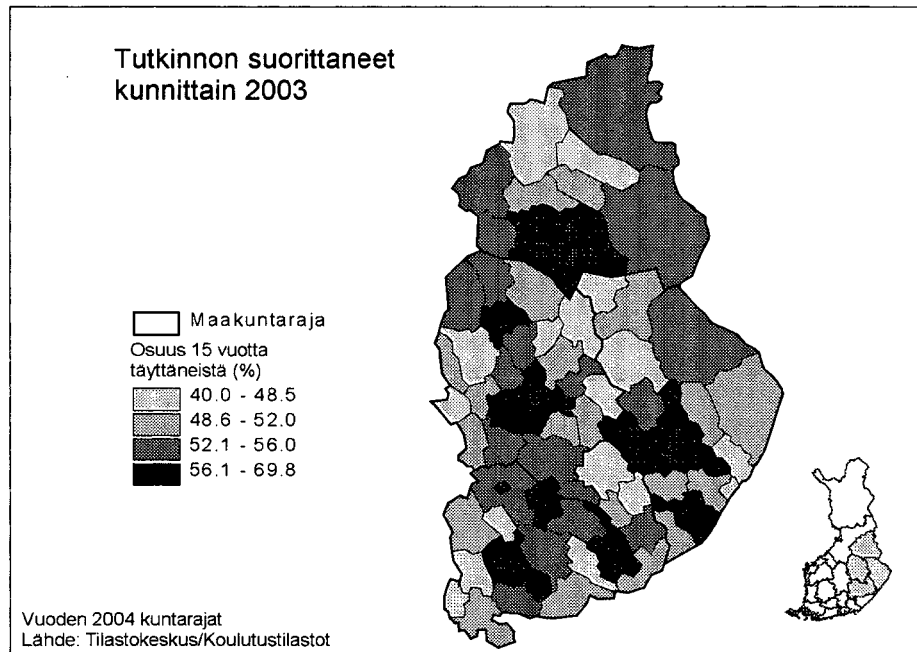 Tutkinnon suorittaneet
kunnittain 2003
Maakuntaraja
Osuus 15 vuotta
täyttäneistä (%)
40.0 - 48.5
48.6 - 52.0
52.1 - 56.0
56.1 - 69.8
Vuoden 2004 kuntarajat
Lähde: Tilastokeskus/Koulutustilastot